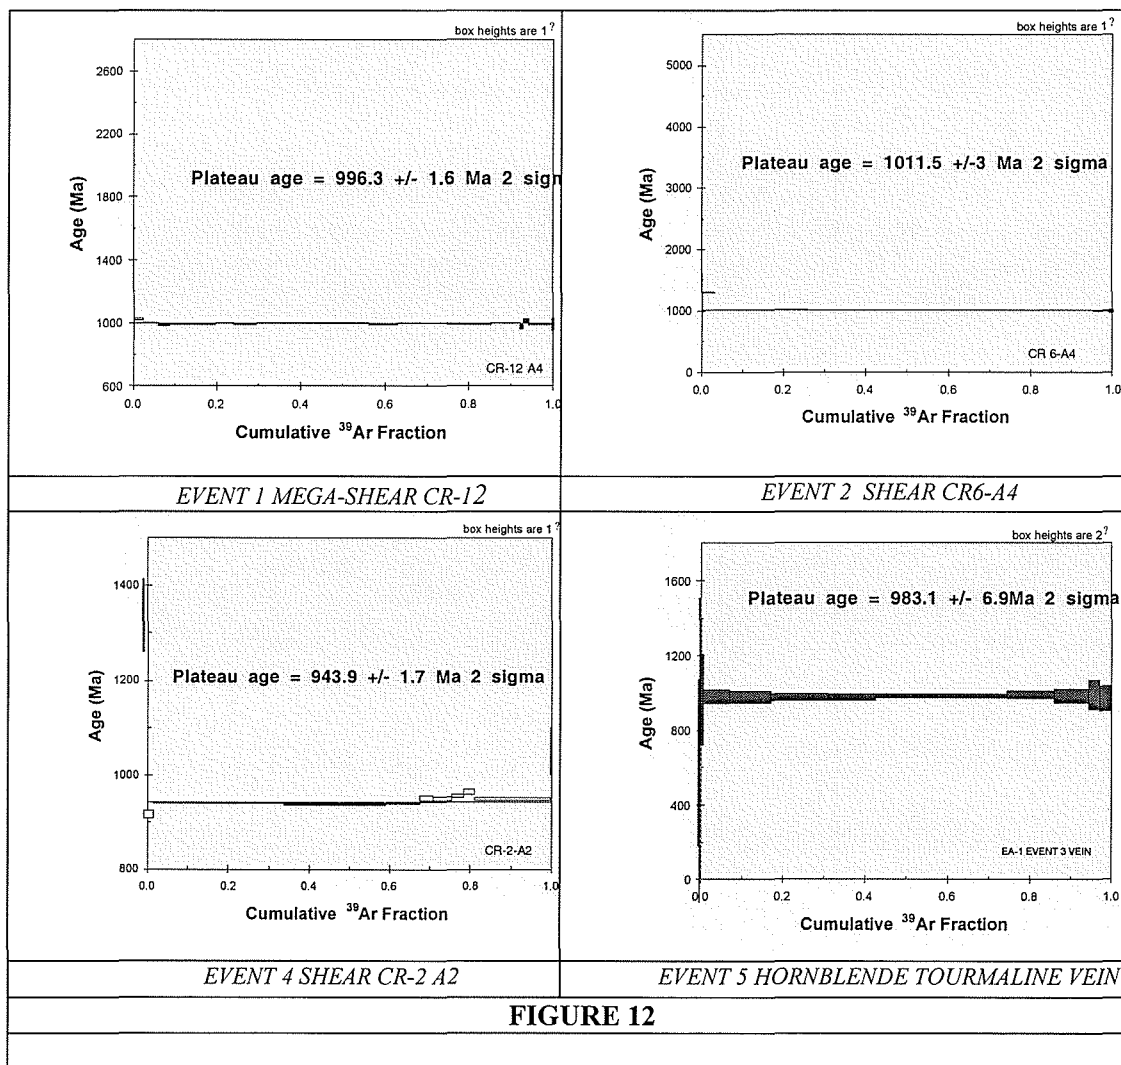 box heights are 1?
2600
2200
1800
1400
1000
600
Age (Ma)
Plateau age = 996.3 +/- 1.6 Ma 2 sigm
CR-12 A4
0.0 0.2 0.4 0.6 0.8 1.0
Cumulative 39Ar Fraction
EVENT 1 MEGA-SHEAR CR-12
box heights are 1?
5000
4000
3000
2000
1000
0
Age (Ma)
Plateau age = 1011.5 +/-3 Ma 2 sigma
CR 6-A4
0.0 0.2 0.4 0.6 0.8 1.0
Cumulative 39Ar Fraction
EVENT 2 SHEAR CR6-A4
box heights are 1?
1400
1200
1000
800
Age (Ma)
Plateau age = 943.9 +/- 1.7 Ma 2 sigma
CR-2-A2
0.0 0.2 0.4 0.6 0.8 1.0
Cumulative 39Ar Fraction
EVENT 4 SHEAR CR-2 A2
box heights are 2?
1600
1200
800
400
0
Age (Ma)
Plateau age = 983.1 +/- 6.9Ma 2 sigma
EA-1 EVENT 3 VEIN
0.0 0.2 0.4 0.6 0.8 1.0
Cumulative 39Ar Fraction
EVENT 5 HORNBLENDE TOURMALINE VEIN
FIGURE 12